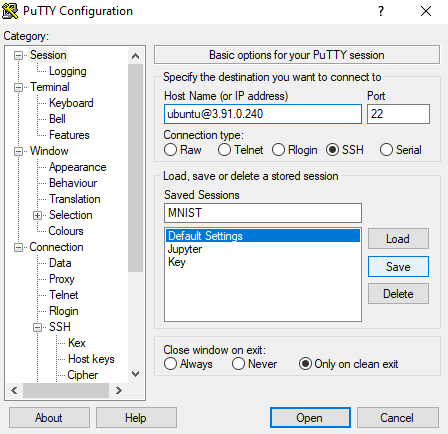 PuTTY Configuration
?
Category:
Session
Logging
Terminal
Keyboard
Bell
Features
Window
Appearance
Behaviour
Translation
Selection
Colours
Connection
Data
Proxy
Telnet
Rlogin
SSH
Kex
Host keys
Cipher
Basic options for your PuTTY session
Specify the destination you want to connect to
Host Name (or IP address) Port
ubuntu@3.91.0.240 22
Connection type:
Raw Telnet Rlogin SSH Serial
Load, save or delete a stored session
Saved Sessions
MNIST
Default Settings
Jupyter
Key
Load
Save
Delete
Close window on exit:
Always Never Only on clean exit
About Help Open Cancel